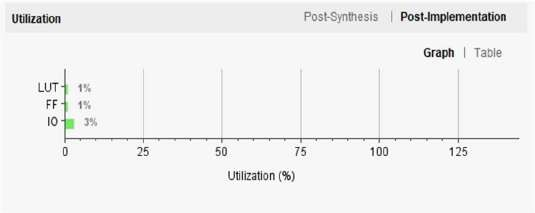 Utilization Post-Synthesis | Post-Implementation
Graph | Table
LUT 1%
FF 1%
IO 3%
0 25 50 75 100 125
Utilization (%)